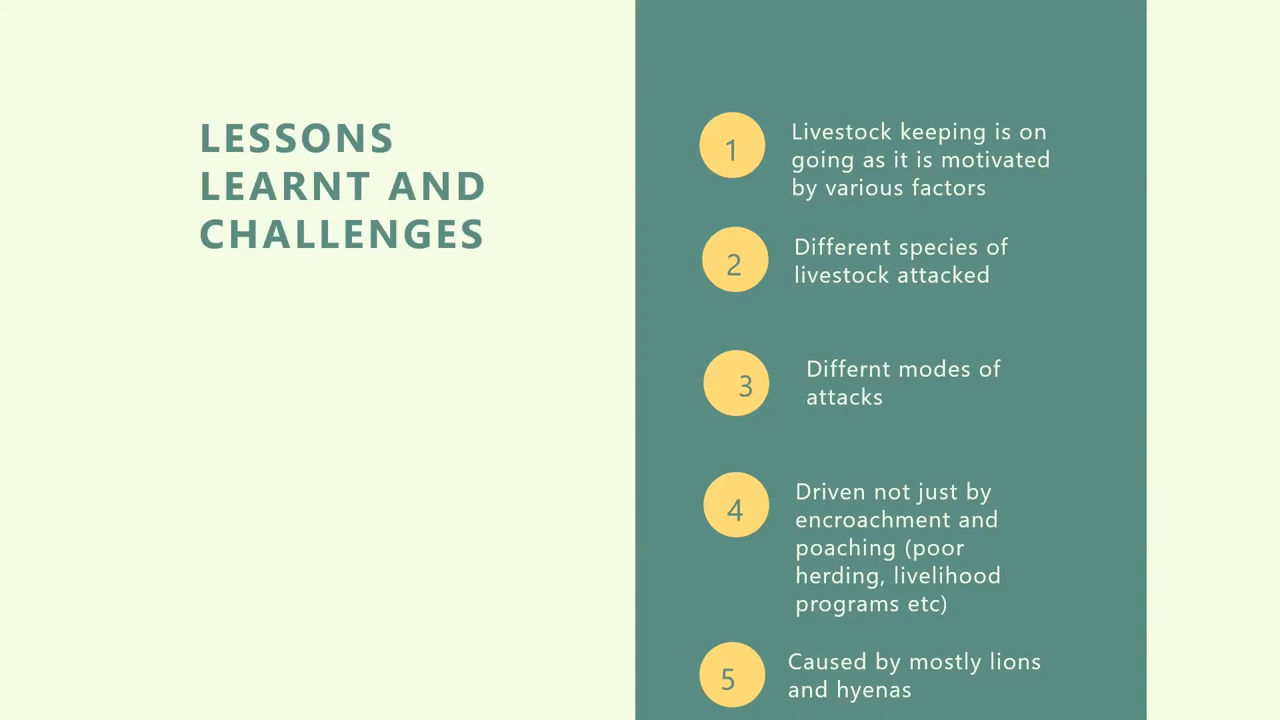 LESSONS
LEARNT AND
CHALLENGES
1
Livestock keeping is on
going as it is motivated
by various factors
2
Different species of
livestock attacked
3
Differnt modes of
attacks
4
Driven not just by
encroachment and
poaching (poor
herding, livelihood
programs etc)
5
Caused by mostly lions
and hyenas